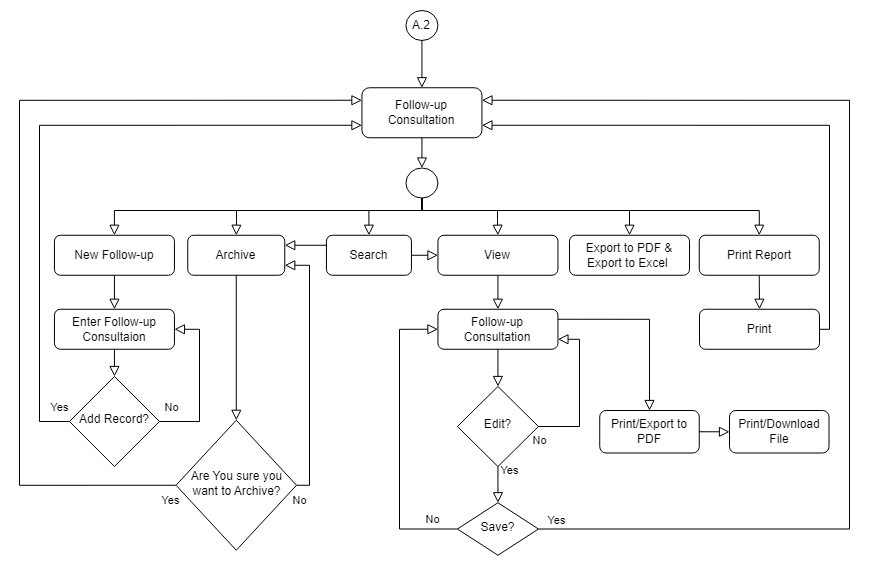 A.2
Follow-up
Consultation
New Follow-up
Archive
Search
View
Export to PDF &
Export to Excel
Print Report
Enter Follow-up
Consultaion
Follow-up
Consultation
Print
Yes
Add Record?
No
Edit?
No
Print/Export to
PDF
Print/Download
File
Are You sure you
want to Archive?
Yes
No
Yes
No
Save?
Yes